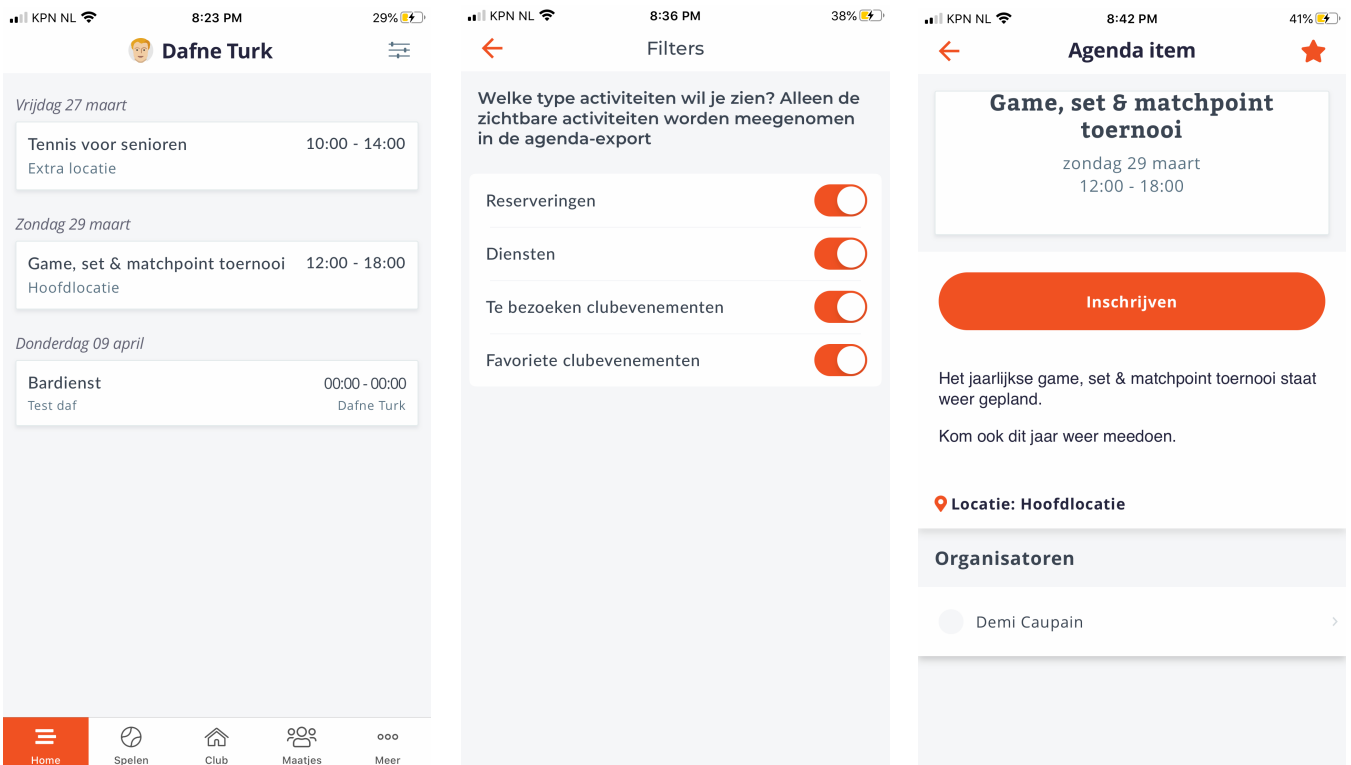 KPN NL
8:23 PM
29%
Dafne Turk
Vrijdag 27 maart
Tennis voor senioren 10:00 - 14:00
Extra locatie
Zondag 29 maart
Game, set & matchpoint toernooi 12:00 - 18:00
Hoofdlocatie
Donderdag 09 april
Bardienst 00:00 - 00:00
Test daf Dafne Turk
Home Spelen Club Maatjes Meer
KPN NL
8:36 PM
38%
Filters
Welke type activiteiten wil je zien? Alleen de
zichtbare activiteiten worden meegenomen
in de agenda-export
Reserveringen
Diensten
Te bezoeken clubevenementen
Favoriete clubevenementen
KPN NL
8:42 PM
41%
Agenda item
Game, set & matchpoint
toernooi
zondag 29 maart
12:00 - 18:00
Inschrijven
Het jaarlijkse game, set & matchpoint toernooi staat
weer gepland.
Kom ook dit jaar weer meedoen.
Locatie: Hoofdlocatie
Organisatoren
Demi Caupain